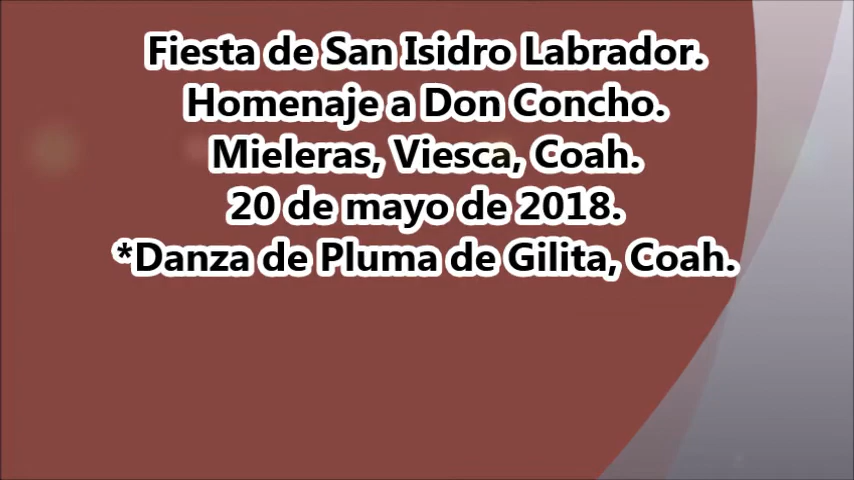 Fiesta de San Isidro Labrador.
Homenaje a Don Concho.
Mieleras, Viesca, Coah.
20 de mayo de 2018.
*Danza de Pluma de Gilita, Coah.